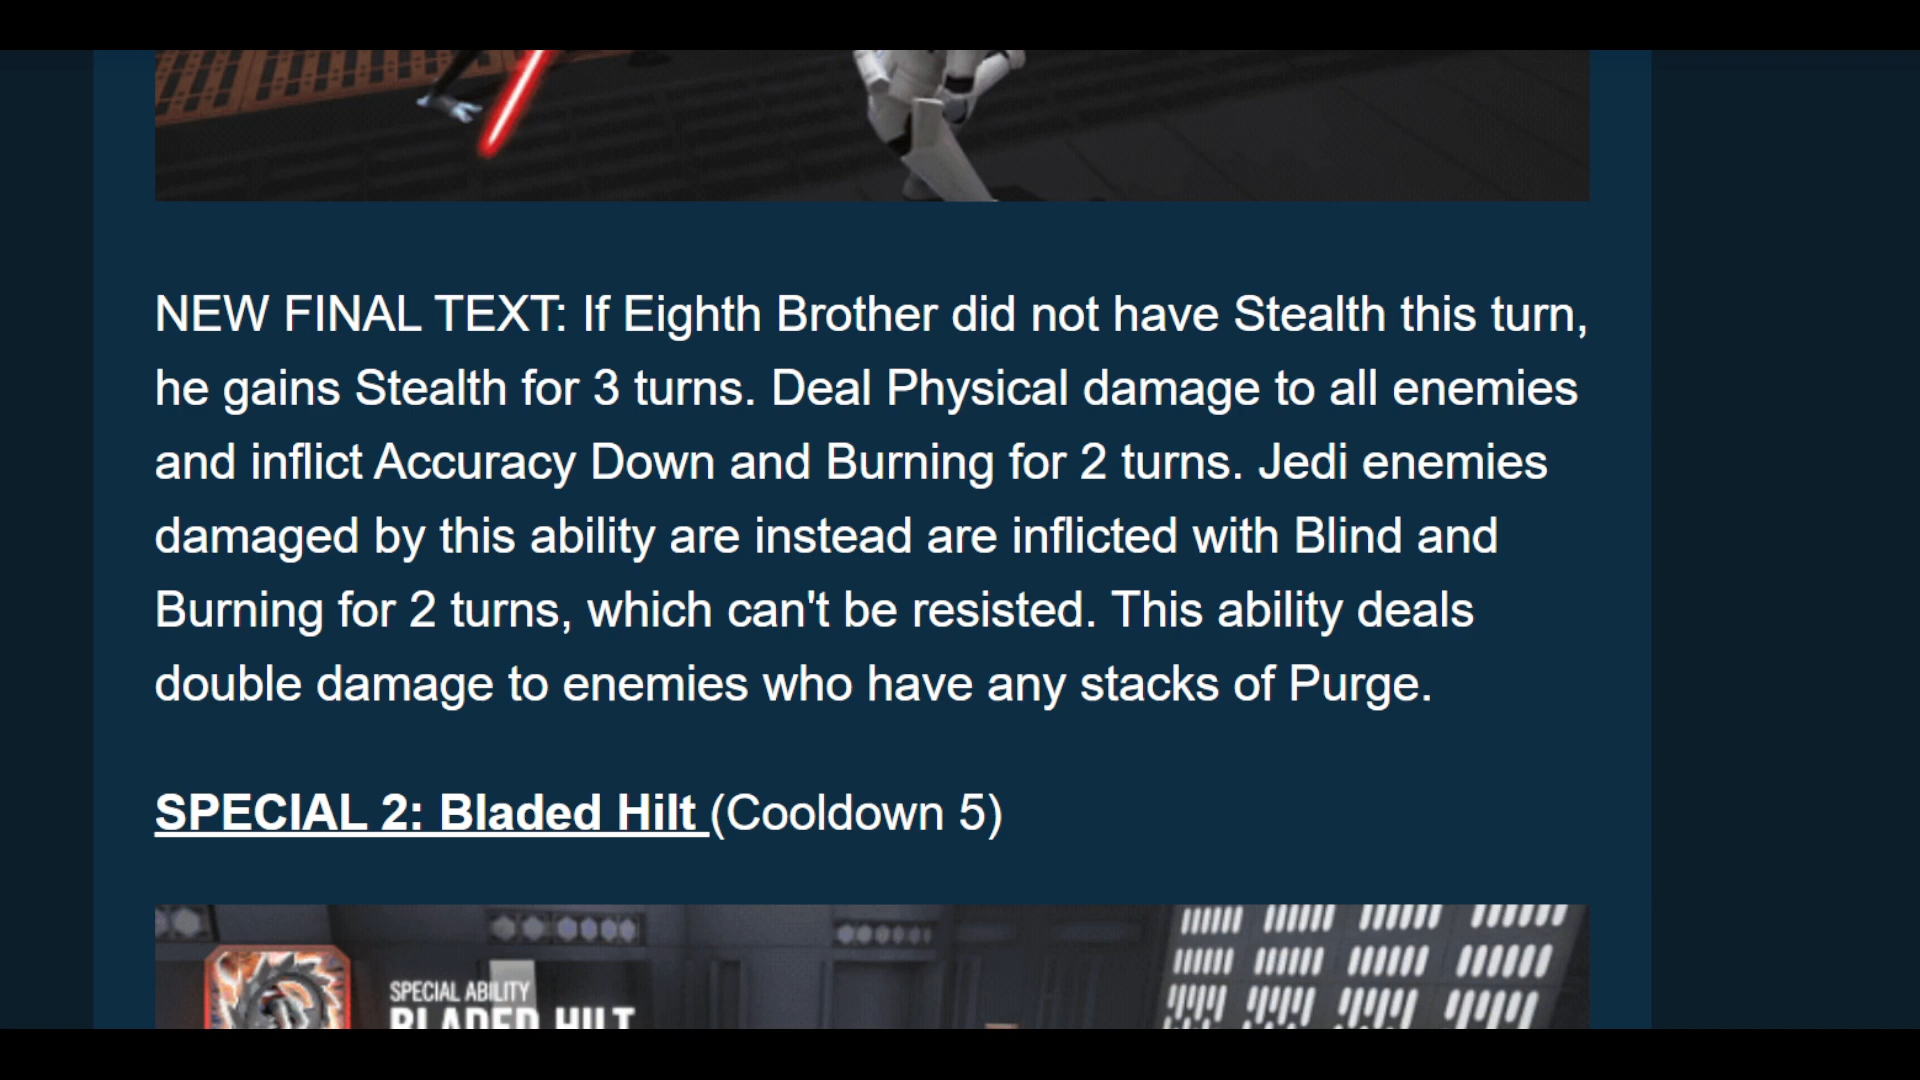 NEW FINAL TEXT: If Eighth Brother did not have Stealth this turn,
he gains Stealth for 3 turns. Deal Physical damage to all enemies
and inflict Accuracy Down and Burning for 2 turns. Jedi enemies
damaged by this ability are instead are inflicted with Blind and
Burning for 2 turns, which can't be resisted. This ability deals
double damage to enemies who have any stacks of Purge.
SPECIAL 2: Bladed Hilt (Cooldown 5)
SPECIAL ABILITY
BLADED HILT